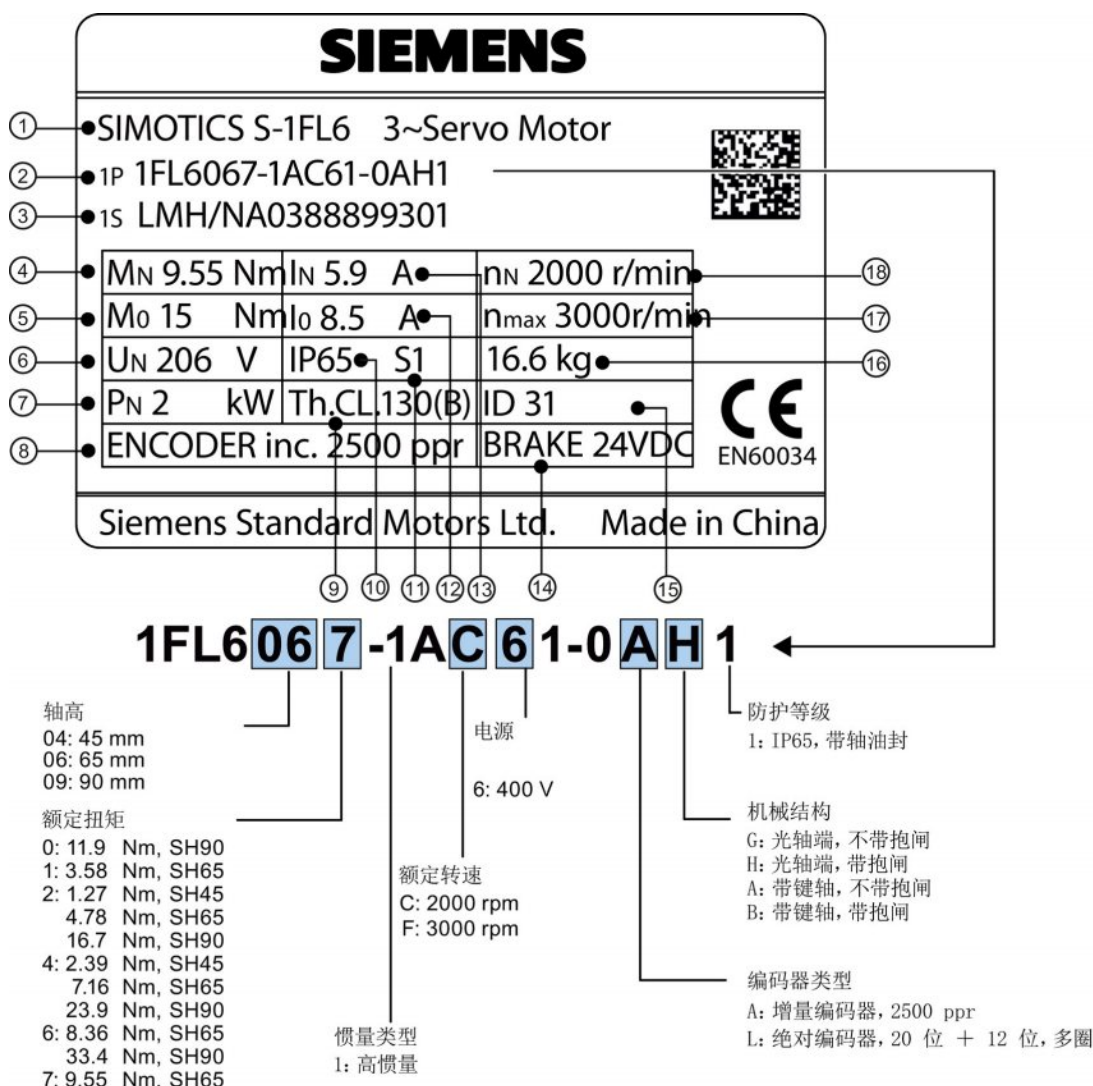 SIEMENS
① SIMOTICS S-1FL6 3~Servo Motor
② 1P 1FL6067-1AC61-0AH1
③ 1S LMH/NA0388899301
④ MN 9.55 Nm IN 5.9 A nN 2000 r/min ⑱
⑤ M0 15 Nm I0 8.5 A nmax 3000r/min ⑰
⑥ UN 206 V IP65 S1 16.6 kg ⑯
⑦ PN 2 kW Th.CL.130(B) ID 31
⑧ ENCODER inc. 2500 ppr BRAKE 24VDC
CE
EN60034
Siemens Standard Motors Ltd. Made in China
⑨ ⑩ ⑪ ⑫ ⑬ ⑭ ⑮
1FL6 06 7 -1A C 6 1-0 A H 1
轴高
04: 45 mm
06: 65 mm
09: 90 mm
额定扭矩
0: 11.9 Nm, SH90
1: 3.58 Nm, SH65
2: 1.27 Nm, SH45
4.78 Nm, SH65
16.7 Nm, SH90
4: 2.39 Nm, SH45
7.16 Nm, SH65
23.9 Nm, SH90
6: 8.36 Nm, SH65
33.4 Nm, SH90
7: 9.55 Nm, SH65
惯量类型
1: 高惯量
额定转速
C: 2000 rpm
F: 3000 rpm
电源
6: 400 V
防护等级
1: IP65, 带轴油封
机械结构
G: 光轴端, 不带抱闸
H: 光轴端, 带抱闸
A: 带键轴, 不带抱闸
B: 带键轴, 带抱闸
编码器类型
A: 增量编码器, 2500 ppr
L: 绝对编码器, 20 位 + 12 位, 多圈